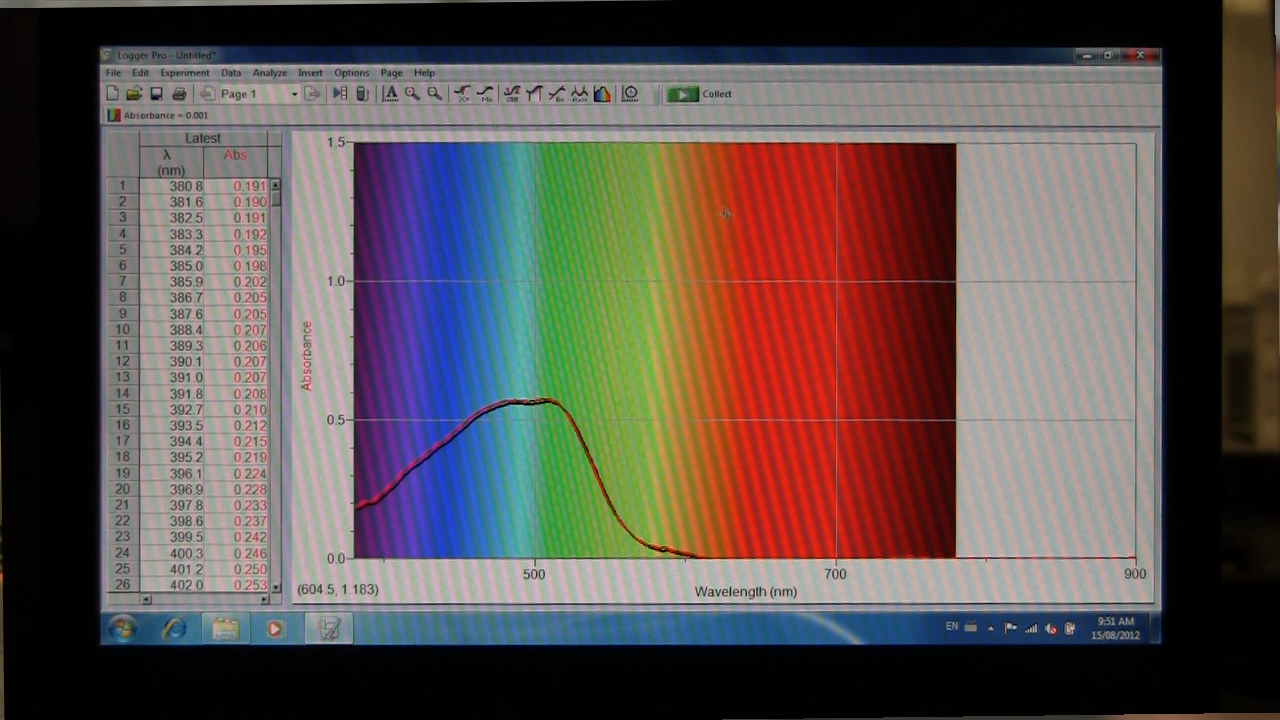 Logger Pro - Untitled*
File Edit Experiment Data Analyze Insert Options Page Help
Page 1
Collect
Absorbance = 0.001
Latest
λ Abs
(nm)
1 380.8 0.191
2 381.6 0.190
3 382.5 0.191
4 383.3 0.192
5 384.2 0.195
6 385.0 0.198
7 385.9 0.202
8 386.7 0.205
9 387.6 0.205
10 388.4 0.207
11 389.3 0.206
12 390.1 0.207
13 391.0 0.207
14 391.8 0.208
15 392.7 0.210
16 393.5 0.212
17 394.4 0.215
18 395.2 0.219
19 396.1 0.224
20 396.9 0.228
21 397.8 0.233
22 398.6 0.237
23 399.5 0.242
24 400.3 0.246
25 401.2 0.250
26 402.0 0.253
1.5
1.0
Absorbance
0.5
0.0
500 700 900
(604.5, 1.183)
Wavelength (nm)
EN
9:51 AM
15/08/2012